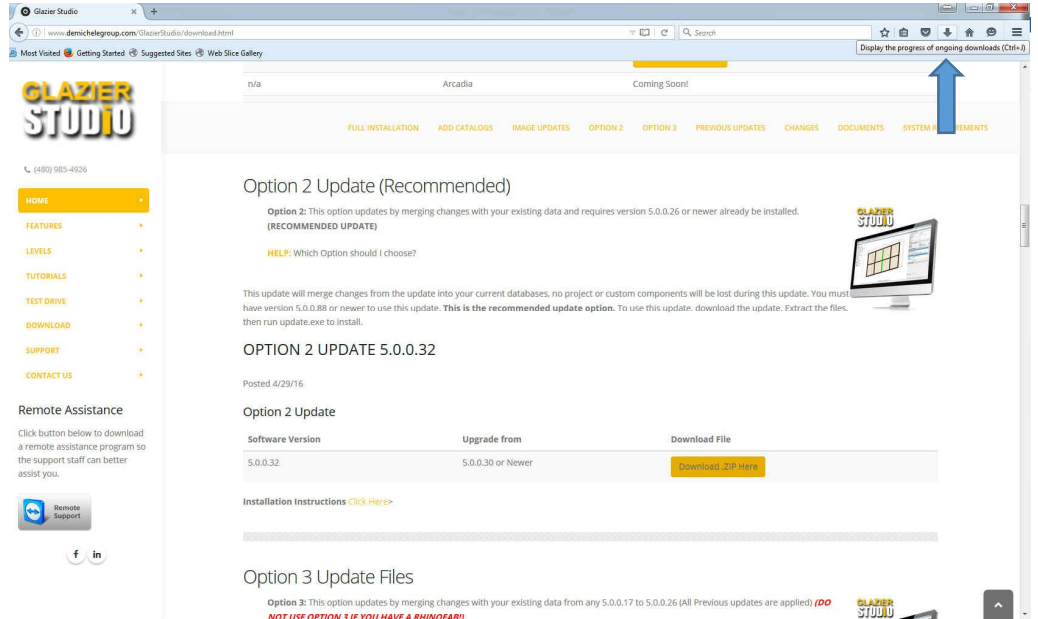 Glazier Studio
www.demichelegroup.com/GlazierStudio/download.html
Search
Most Visited Getting Started Suggested Sites Web Slice Gallery
Display the progress of ongoing downloads (Ctrl+J)
GLAZIER
STUDIO
(480) 985-4926
HOME
FEATURES
LEVELS
TUTORIALS
TEST DRIVE
DOWNLOAD
SUPPORT
CONTACT US
Remote Assistance
Click button below to download
a remote assistance program so
the support staff can better
assist you.
Remote
Support
f in
n/a Arcadia Coming Soon!
FULL INSTALLATION ADD CATALOGS IMAGE UPDATES OPTION 2 OPTION 3 PREVIOUS UPDATES CHANGES DOCUMENTS SYSTEM REQUIREMENTS
Option 2 Update (Recommended)
Option 2: This option updates by merging changes with your existing data and requires version 5.0.0.26 or newer already be installed.
(RECOMMENDED UPDATE)
HELP: Which Option should I choose?
GLAZIER
STUDIO
This update will merge changes from the update into your current databases, no project or custom components will be lost during this update. You must
have version 5.0.0.88 or newer to use this update. This is the recommended update option. To use this update, download the update. Extract the files,
then run update.exe to install.
OPTION 2 UPDATE 5.0.0.32
Posted 4/29/16
Option 2 Update
Software Version Upgrade from Download File
5.0.0.32 5.0.0.30 or Newer Download .ZIP Here
Installation Instructions Click Here>
Option 3 Update Files
Option 3: This option updates by merging changes with your existing data from any 5.0.0.17 to 5.0.0.26 (All Previous updates are applied) (DO
NOT USE OPTION 3 IF YOU HAVE A RHINOFAB!)
GLAZIER
STUDIO